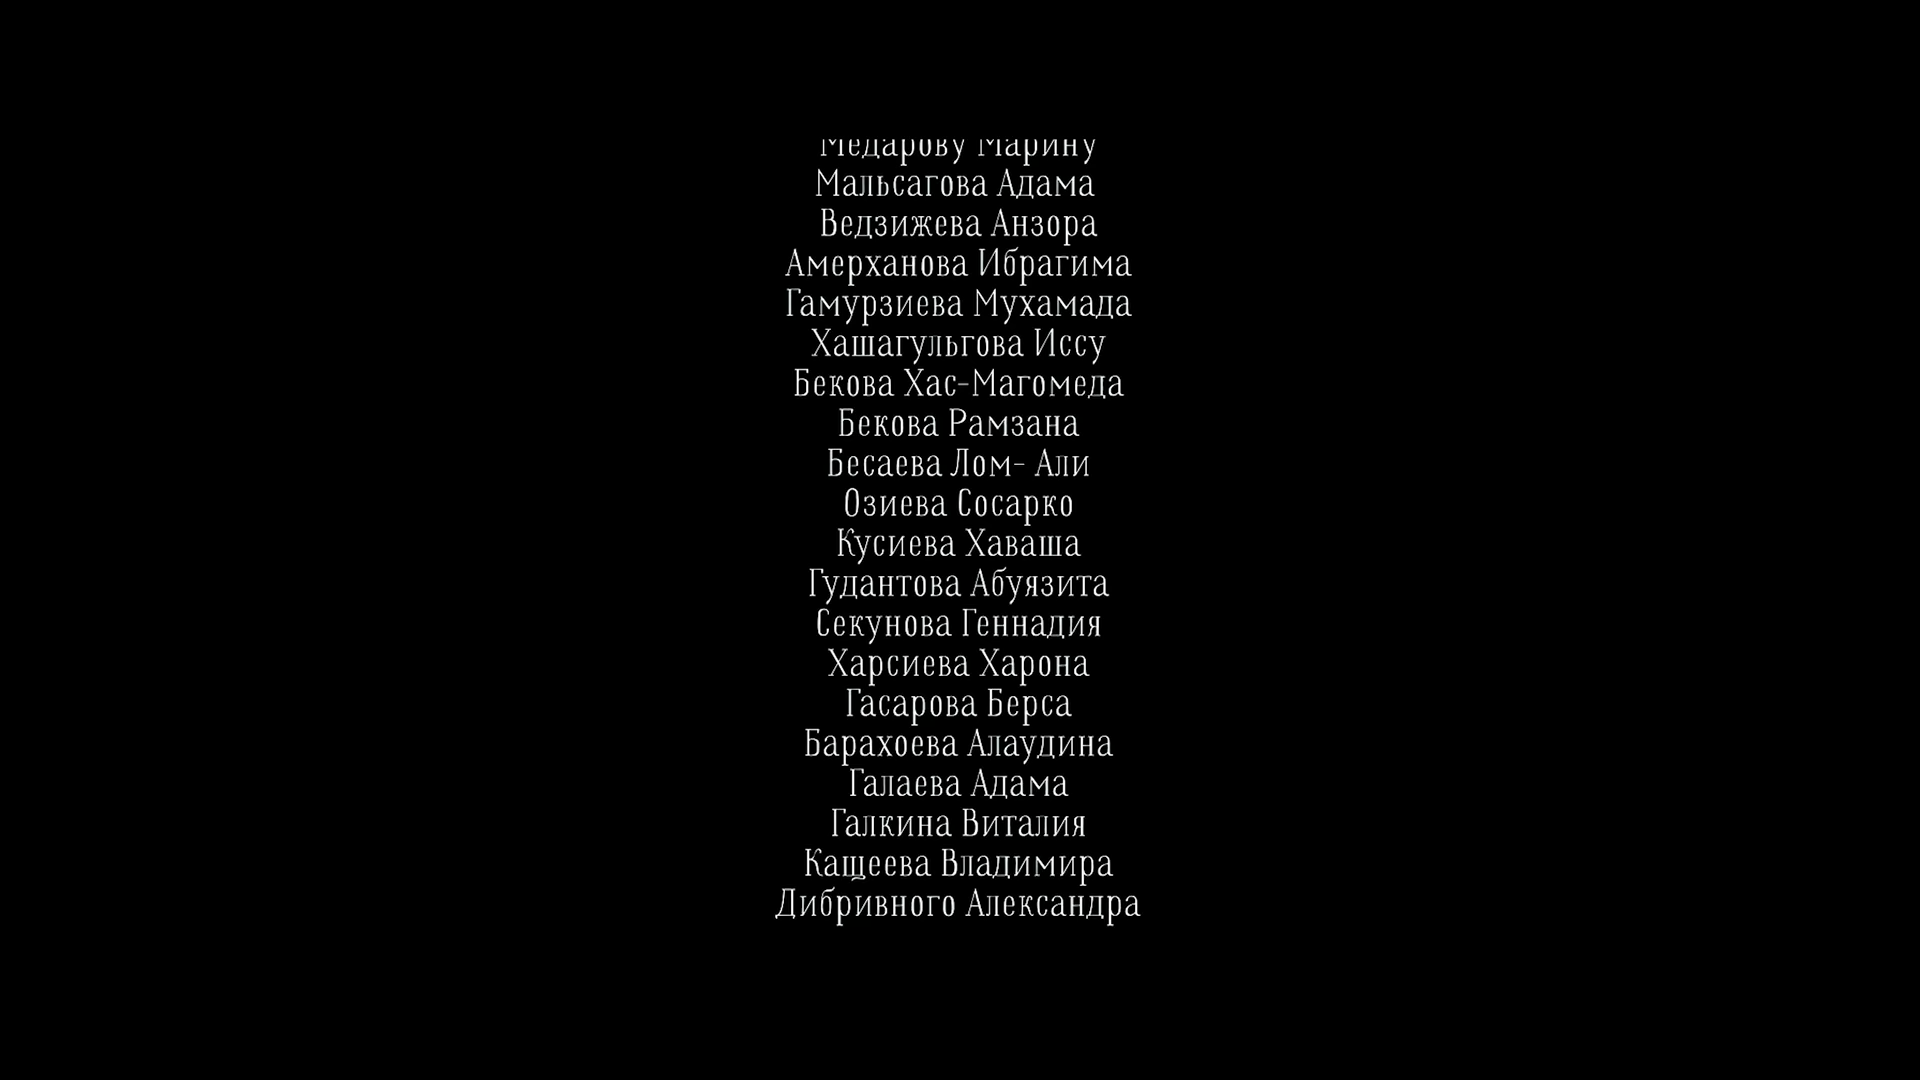 Медарову Марину
Мальсагова Адама
Ведзижева Анзора
Амерханова Ибрагима
Гамурзиева Мухамада
Хашагульгова Иссу
Бекова Хас-Магомеда
Бекова Рамзана
Бесаева Лом- Али
Озиева Сосарко
Кусиева Хаваша
Гудантова Абуязита
Секунова Геннадия
Харсиева Харона
Гасарова Берса
Барахоева Алаудина
Галаева Адама
Галкина Виталия
Кащеева Владимира
Дибривного Александра